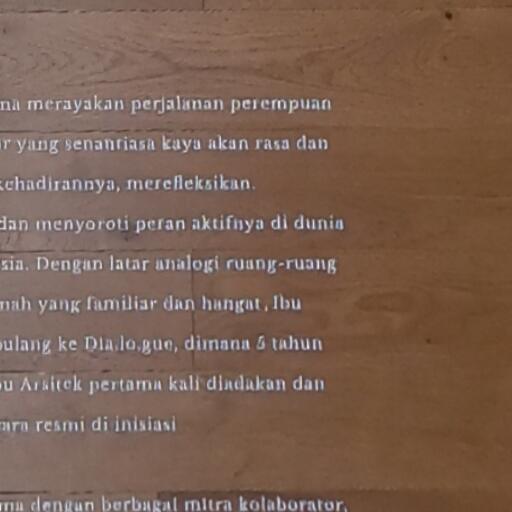 merayakan perjalanan perempuan
yang senantiasa kaya akan rasa dan
kehadirannya, merefleksikan.
dan menyoroti peran aktifnya di dunia
sia. Dengan latar analogi ruang-ruang
mah yang familiar dan hangat, Ibu
pulang ke Dia.lo.gue, dimana 5 tahun
bu Arsitek pertama kali diadakan dan
ara resmi di inisiasi
ma dengan berbagai mitra kolaborator,